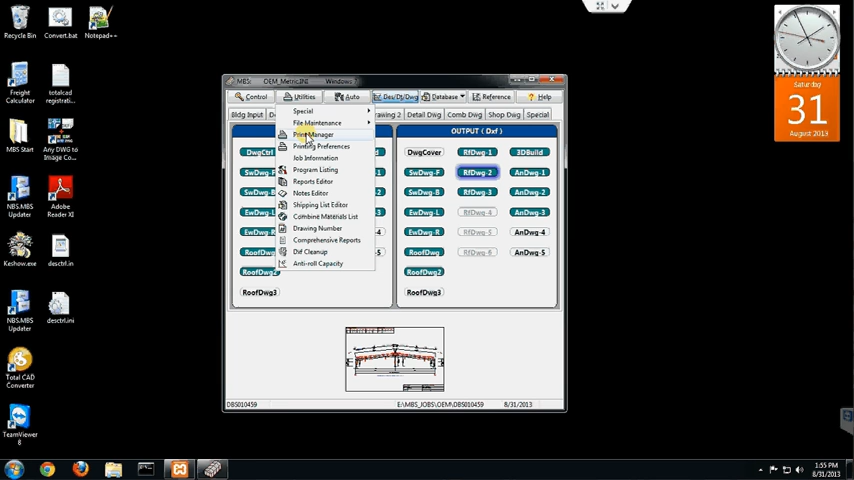 Recycle Bin
Convert.bat
Notepad++
Freight Calculator
totalcad registrati...
MBS Start
Any DWG to Image Co...
NBS.MBS Updater
Adobe Reader XI
Keshow.exe
desctrl.ini
NBS.MBS Updater
desctrl.ini
Total CAD Converter
TeamViewer 8
MBS: OEM_Metric.INI Windows
Control Utilities Auto Des/Dt/Dwg Database Reference Help
Bldg Input D rawing 2 Detail Dwg Comb Dwg Shop Dwg Special
Special
File Maintenance
Print Manager
Printing Preferences
Job Information
Program Listing
Reports Editor
Notes Editor
Shipping List Editor
Combine Materials List
Drawing Number
Comprehensive Reports
Dxf Cleanup
Anti-roll Capacity
DwgCtrl
SwDwg-F
SwDwg-B
EwDwg-L
EwDwg-R
RoofDwg
RoofDwg2
RoofDwg3
OUTPUT ( Dxf )
DwgCover RfDwg-1 3DBuild
SwDwg-F RfDwg-2 AnDwg-1
SwDwg-B RfDwg-3 AnDwg-2
EwDwg-L RfDwg-4 AnDwg-3
EwDwg-R RfDwg-5 AnDwg-4
RoofDwg RfDwg-6 AnDwg-5
RoofDwg2
RoofDwg3
DBS010459 E:\MBS_JOBS\OEM\DBS010459 8/31/2013
Saturday
31
August 2013
1:55 PM
8/31/2013